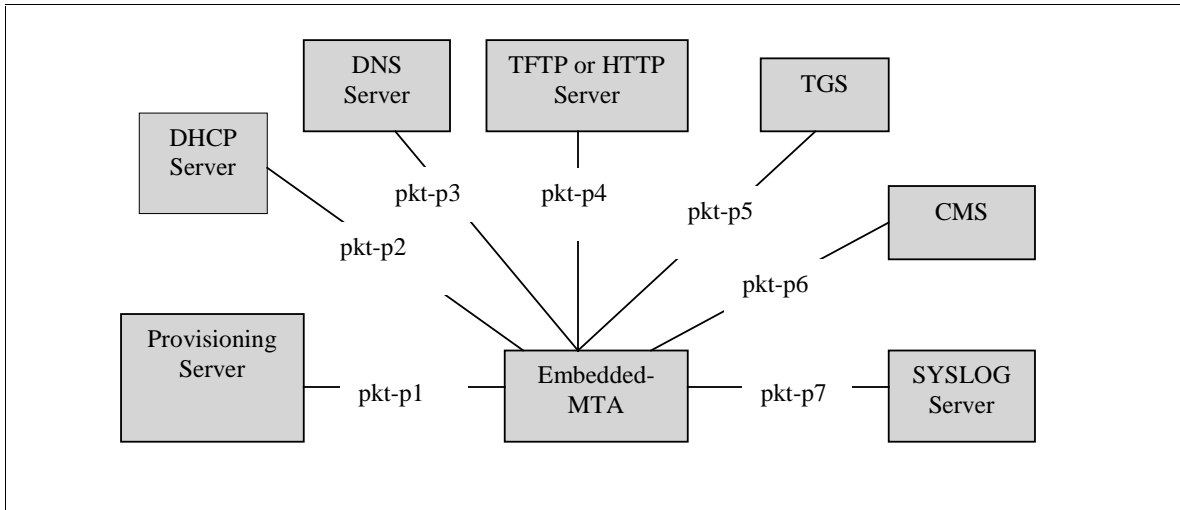 DNS
Server
TFTP or HTTP
Server
TGS
DHCP
Server
pkt-p3
pkt-p4
pkt-p5
CMS
pkt-p2
pkt-p6
Provisioning
Server
pkt-p1
Embedded-
MTA
pkt-p7
SYSLOG
Server